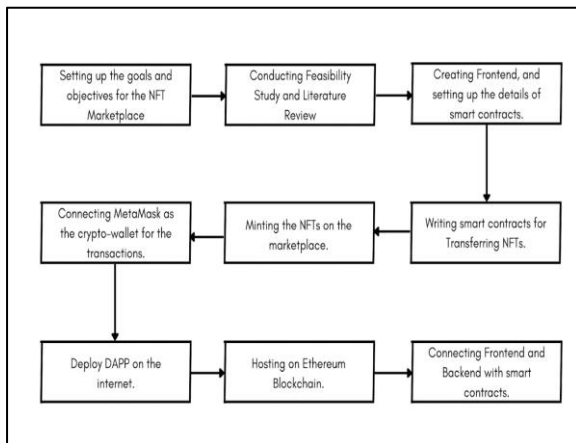 Setting up the goals and
objectives for the NFT
Marketplace
Conducting Feasibility
Study and Literature
Review
Creating Frontend, and
setting up the details of
smart contracts.
Connecting MetaMask as
the crypto-wallet for the
transactions.
Minting the NFTs on the
marketplace.
Writing smart contracts for
Transferring NFTs.
Deploy DAPP on the
internet.
Hosting on Ethereum
Blockchain.
Connecting Frontend and
Backend with smart
contracts.